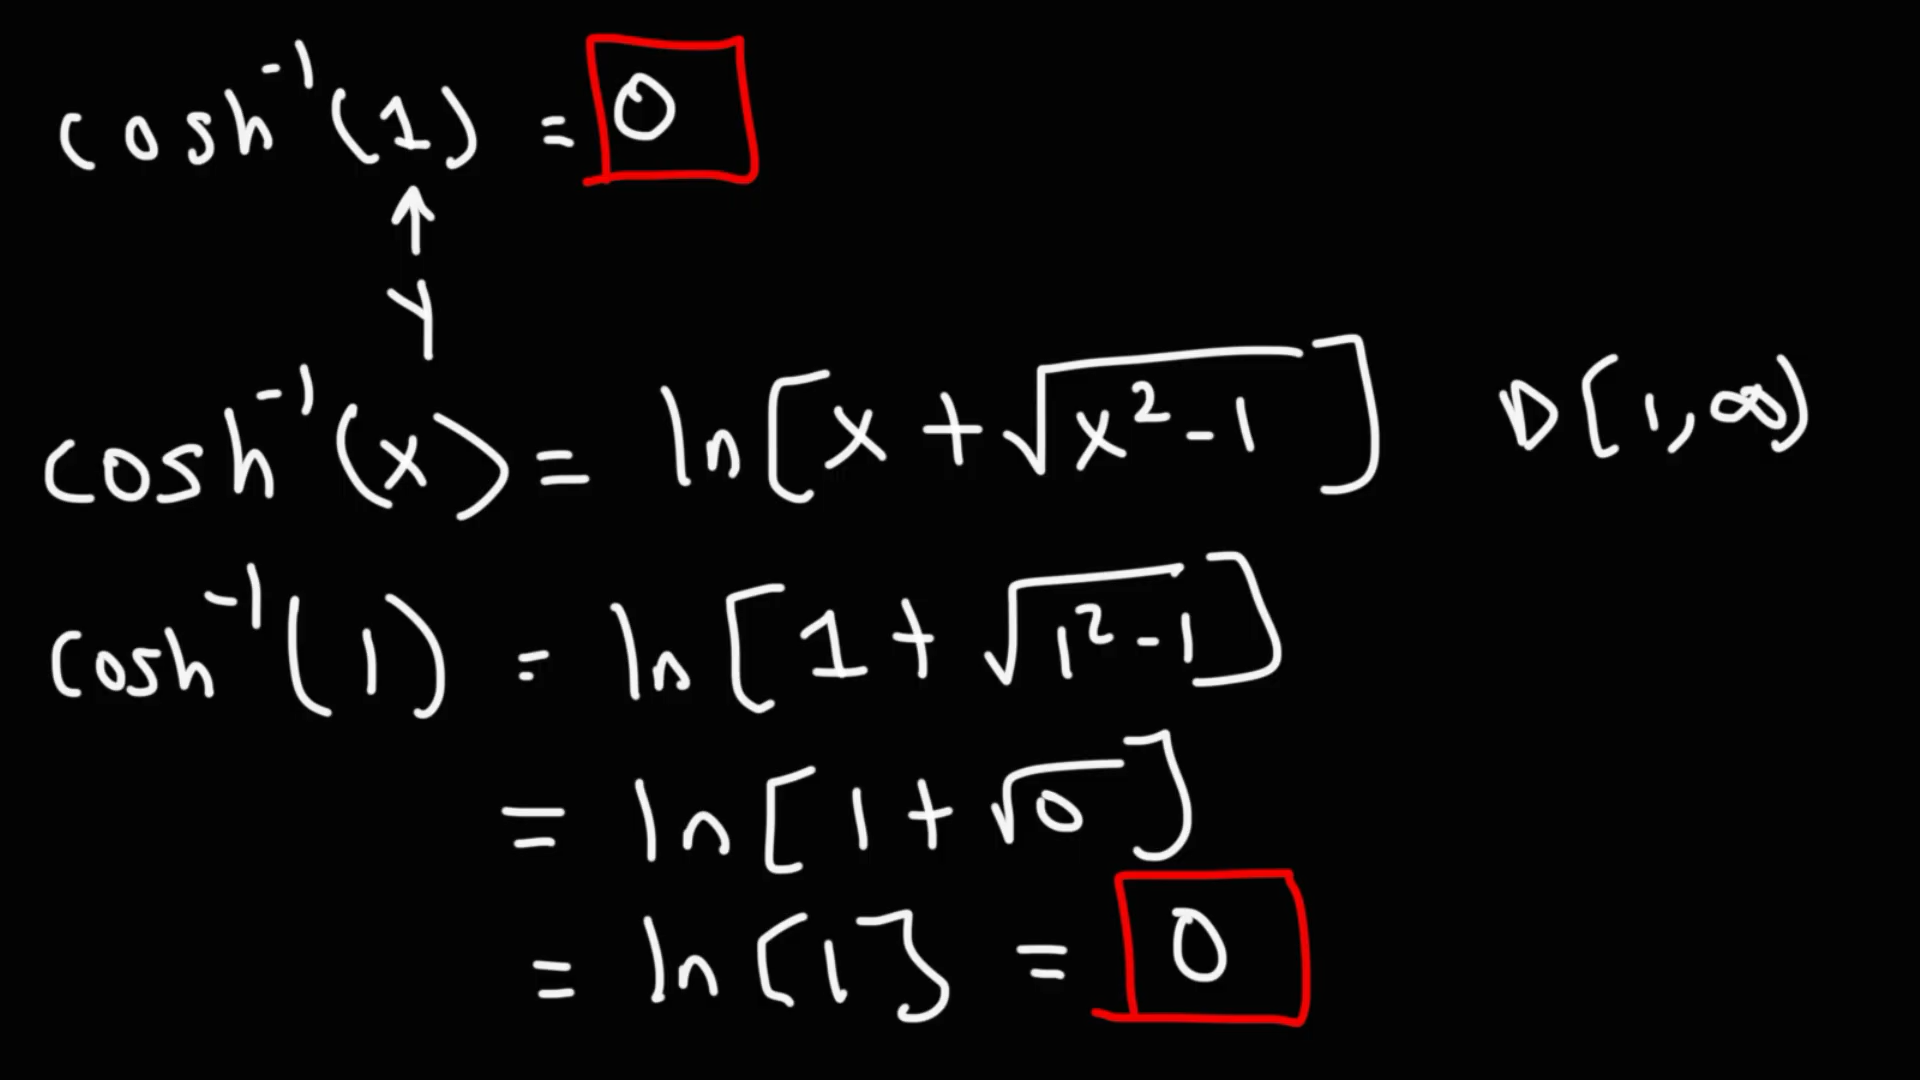 cosh⁻¹(1) = 0
↑
Y
cosh⁻¹(x) = ln[x + √(x² - 1)] D[1, ∞)
cosh⁻¹(1) = ln[1 + √(1² - 1)]
= ln[1 + √0]
= ln[1] = 0